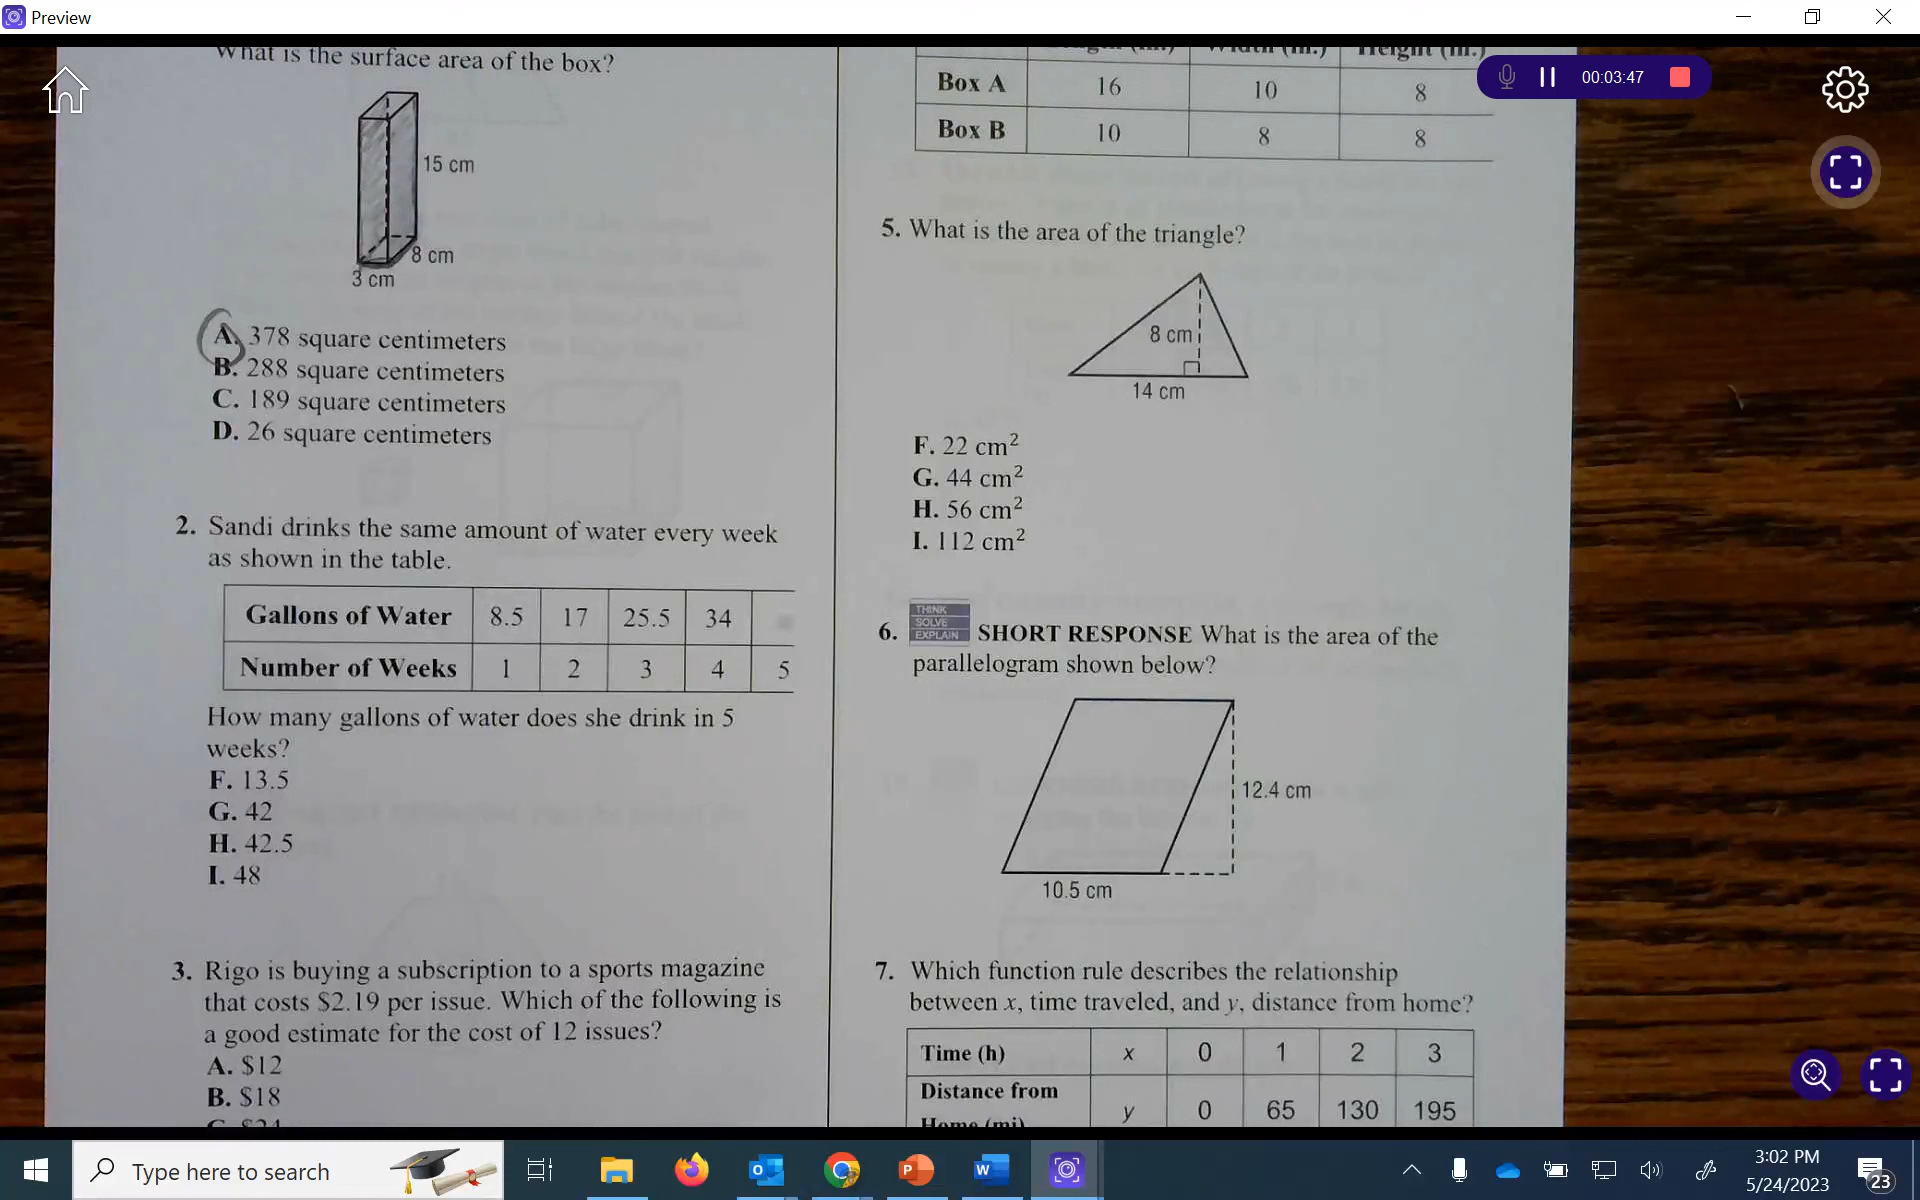 Preview
What is the surface area of the box?
15 cm
8 cm
3 cm
A. 378 square centimeters
B. 288 square centimeters
C. 189 square centimeters
D. 26 square centimeters
2. Sandi drinks the same amount of water every week
as shown in the table.
Gallons of Water 8.5 17 25.5 34
Number of Weeks 1 2 3 4 5
How many gallons of water does she drink in 5
weeks?
F. 13.5
G. 42
H. 42.5
I. 48
3. Rigo is buying a subscription to a sports magazine
that costs $2.19 per issue. Which of the following is
a good estimate for the cost of 12 issues?
A. $12
B. $18
C. $24
Width (in.) Height (in.)
Box A 16 10 8
Box B 10 8 8
00:03:47
5. What is the area of the triangle?
8 cm
14 cm
F. 22 cm²
G. 44 cm²
H. 56 cm²
I. 112 cm²
6. THINK SOLVE EXPLAIN SHORT RESPONSE What is the area of the
parallelogram shown below?
12.4 cm
10.5 cm
7. Which function rule describes the relationship
between x, time traveled, and y, distance from home?
Time (h) x 0 1 2 3
Distance from
Home (mi) y 0 65 130 195
Type here to search
3:02 PM
5/24/2023
23